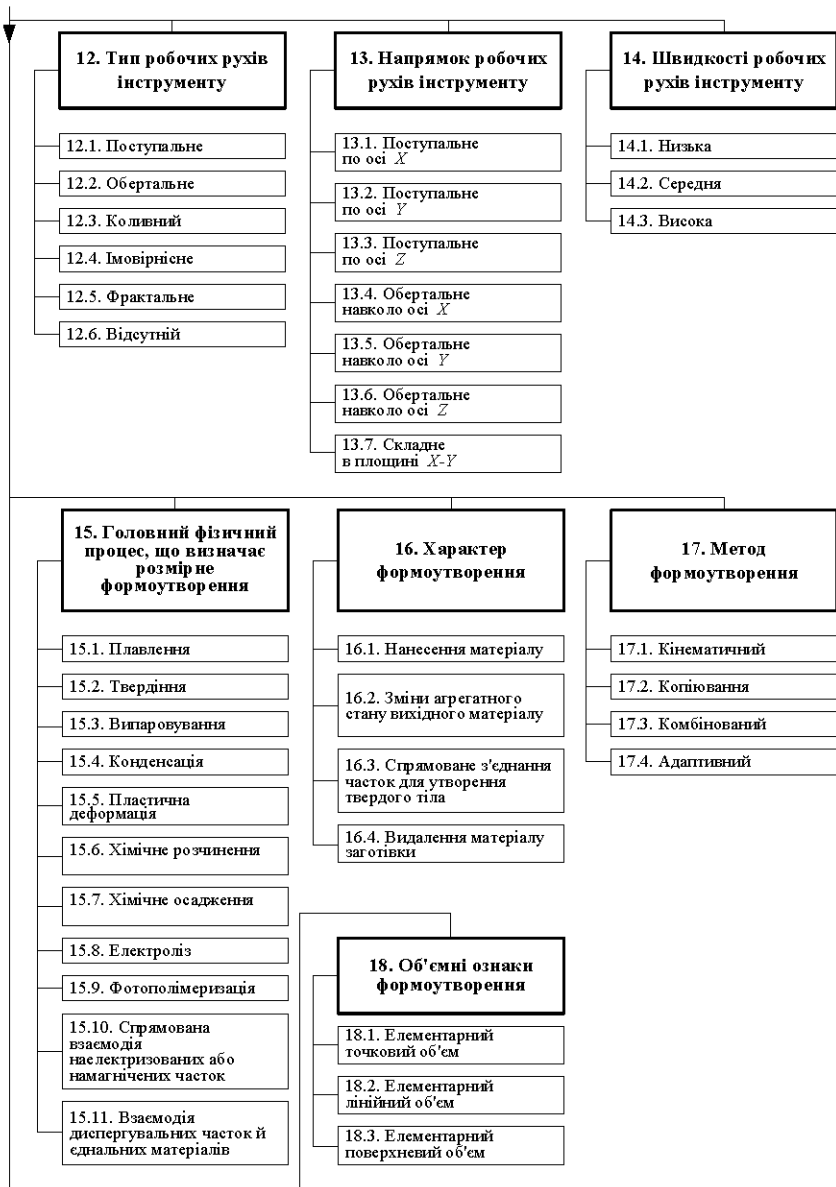 12. Тип робочих рухів
інструменту
12.1. Поступальне
12.2. Обертальне
12.3. Коливний
12.4. Імовірнісне
12.5. Фрактальне
12.6. Відсутній
13. Напрямок робочих
рухів інструменту
13.1. Поступальне
по осі X
13.2. Поступальне
по осі Y
13.3. Поступальне
по осі Z
13.4. Обертальне
навколо осі X
13.5. Обертальне
навколо осі Y
13.6. Обертальне
навколо осі Z
13.7. Складне
в площині X-Y
14. Швидкості робочих
рухів інструменту
14.1. Низька
14.2. Середня
14.3. Висока
15. Головний фізичний
процес, що визначає
розмірне
формоутворення
15.1. Плавлення
15.2. Твердіння
15.3. Випаровування
15.4. Конденсація
15.5. Пластична
деформація
15.6. Хімічне розчинення
15.7. Хімічне осадження
15.8. Електроліз
15.9. Фотополімеризація
15.10. Спрямована
взаємодія
наелектризованих або
намагнічених часток
15.11. Взаємодія
диспергувальних часток й
єднальних матеріалів
16. Характер
формоутворення
16.1. Нанесення матеріалу
16.2. Зміни агрегатного
стану вихідного матеріалу
16.3. Спрямоване з'єднання
часток для утворення
твердого тіла
16.4. Видалення матеріалу
заготівки
17. Метод
формоутворення
17.1. Кінематичний
17.2. Копіювання
17.3. Комбінований
17.4. Адаптивний
18. Об'ємні ознаки
формоутворення
18.1. Елементарний
точковий об'єм
18.2. Елементарний
лінійний об'єм
18.3. Елементарний
поверхневий об'єм